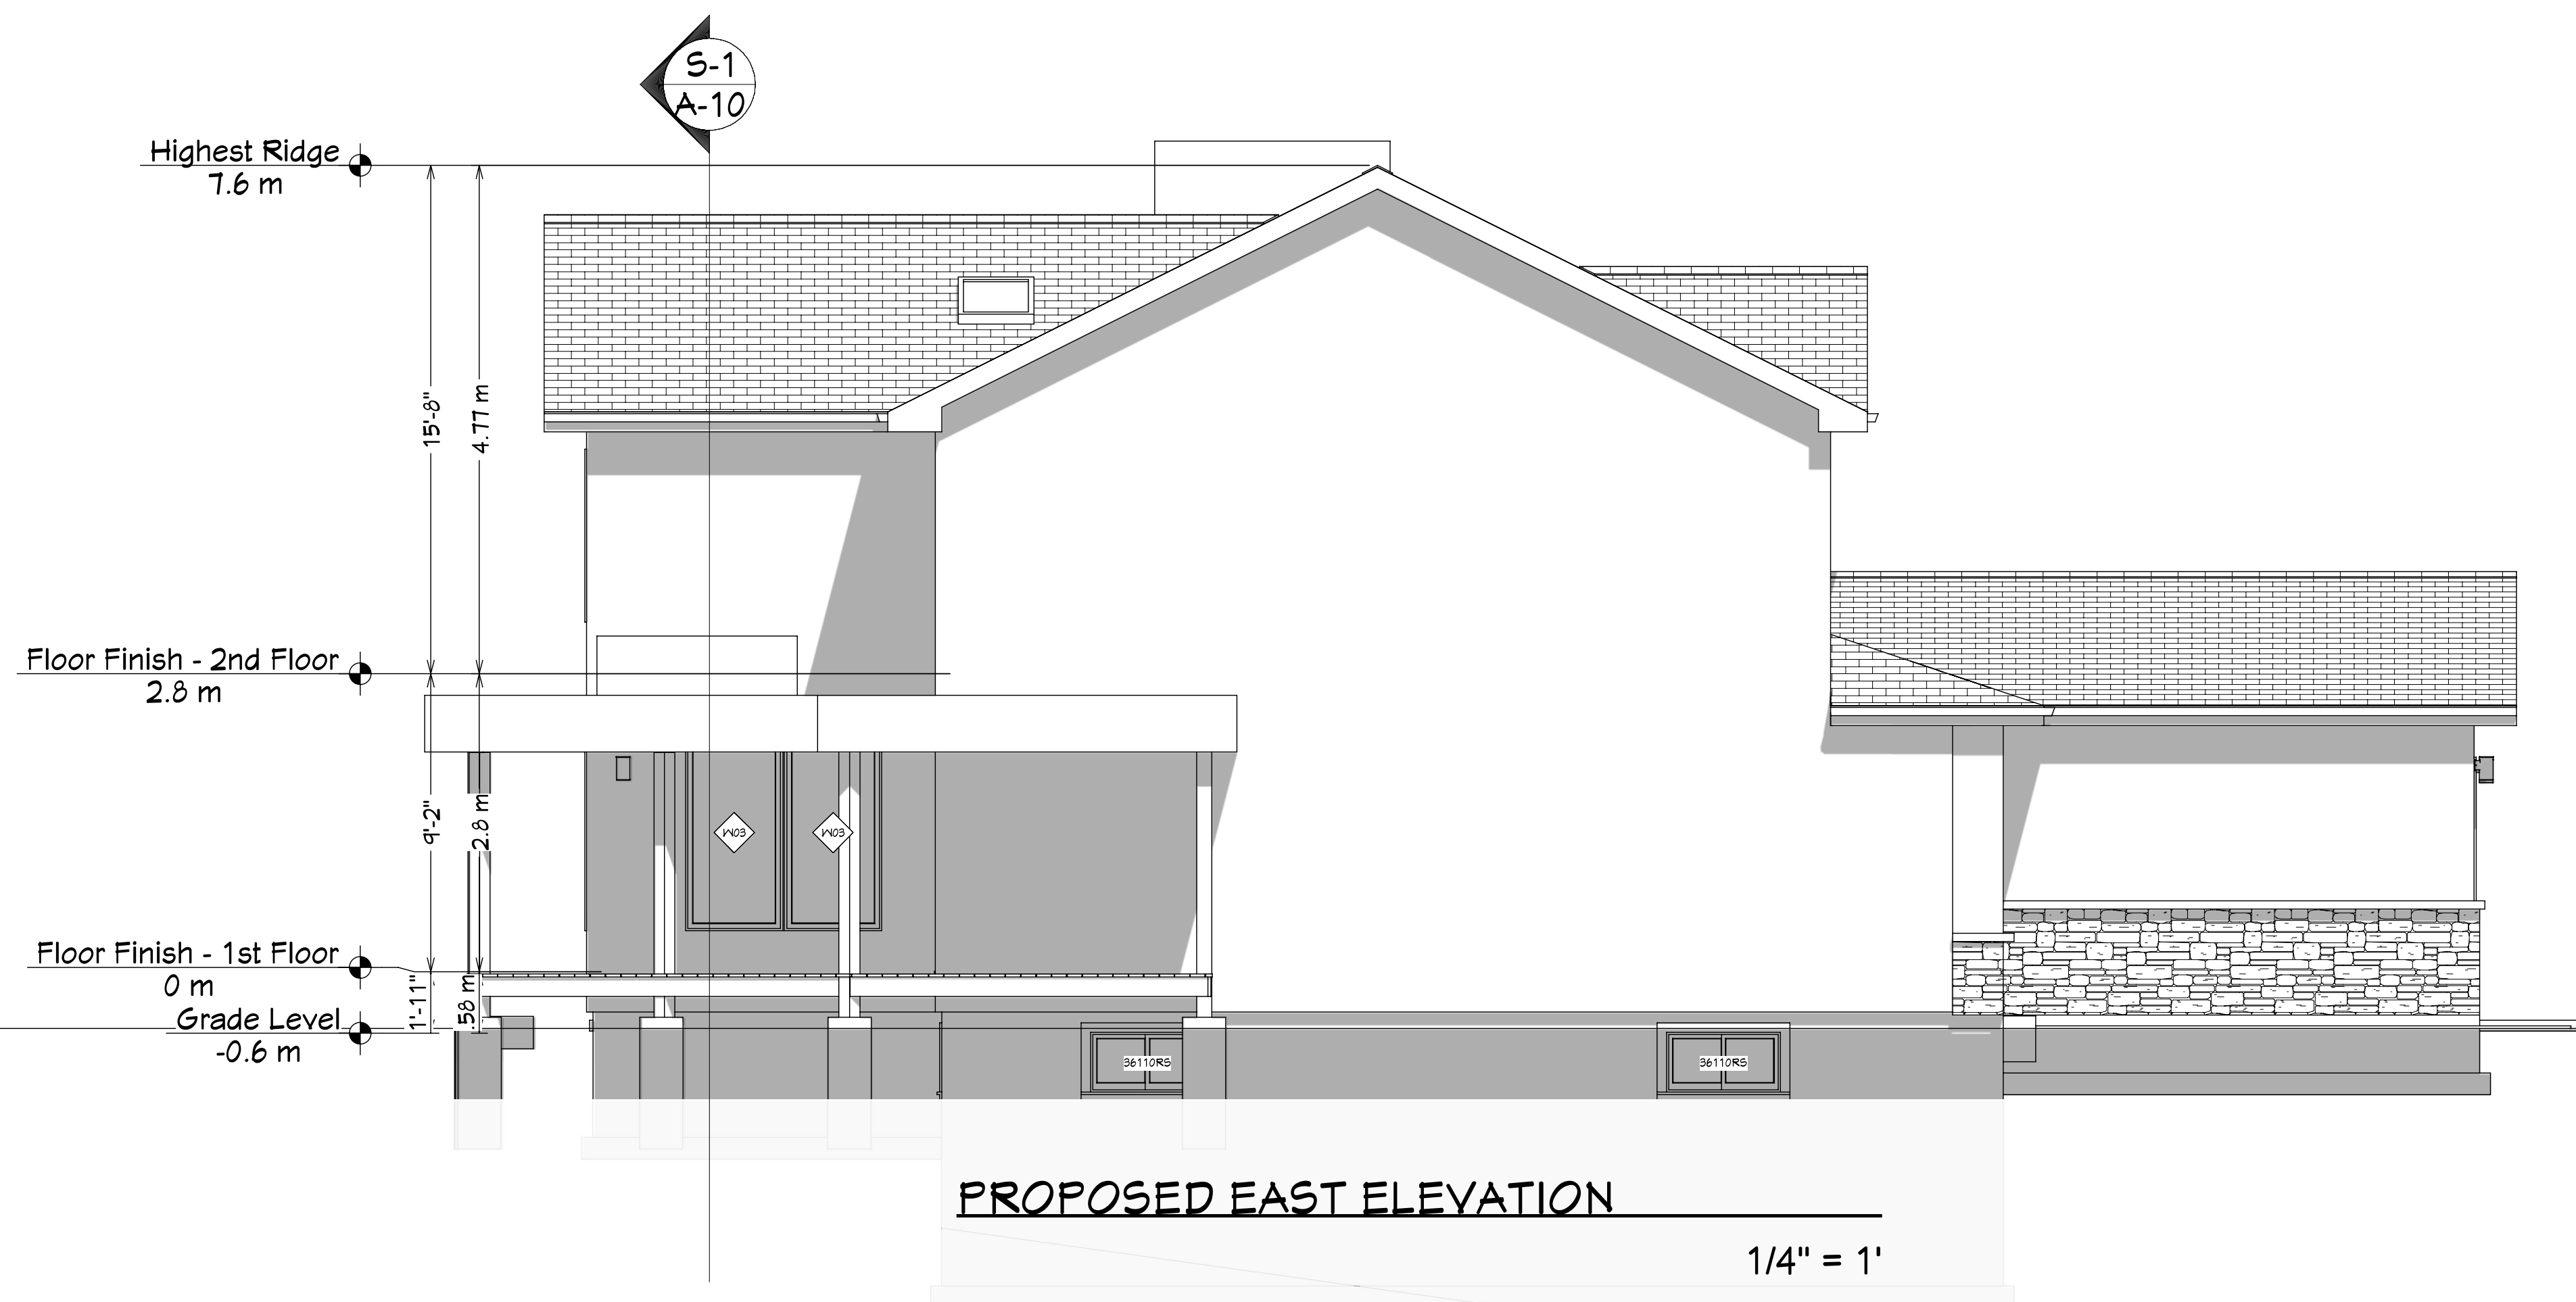 S-1
A-10
Highest Ridge
7.6 m
15'-8"
4.77 m
Floor Finish - 2nd Floor
2.8 m
9'-2"
2.8 m
W03
W03
Floor Finish - 1st Floor
0 m
1'-11"
.58 m
Grade Level
-0.6 m
36110RS
36110RS
PROPOSED EAST ELEVATION
1/4" = 1'